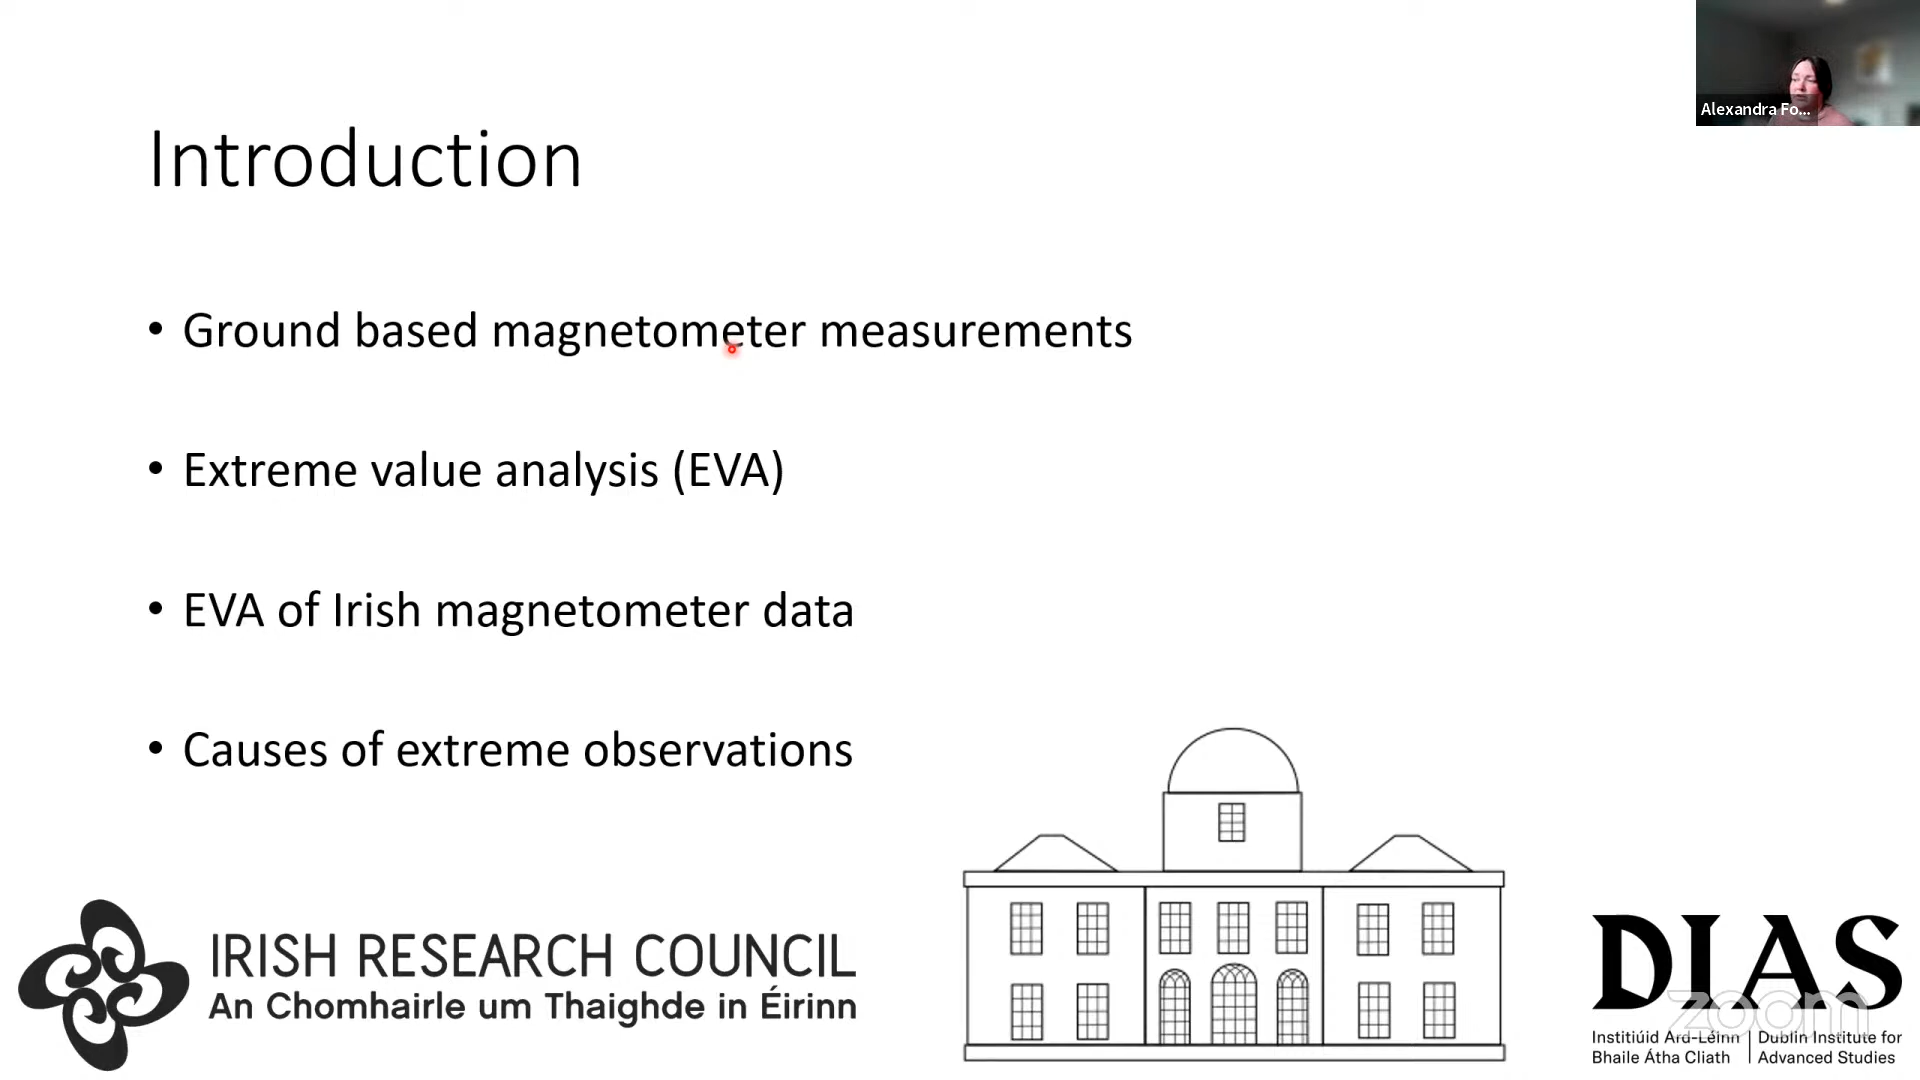 Alexandra Fo...
Introduction
• Ground based magnetometer measurements
• Extreme value analysis (EVA)
• EVA of Irish magnetometer data
• Causes of extreme observations
IRISH RESEARCH COUNCIL
An Chomhairle um Thaighde in Éirinn
DIAS
zoom
Institiúid Ard-Léinn
Bhaile Átha Cliath
Dublin Institute for
Advanced Studies